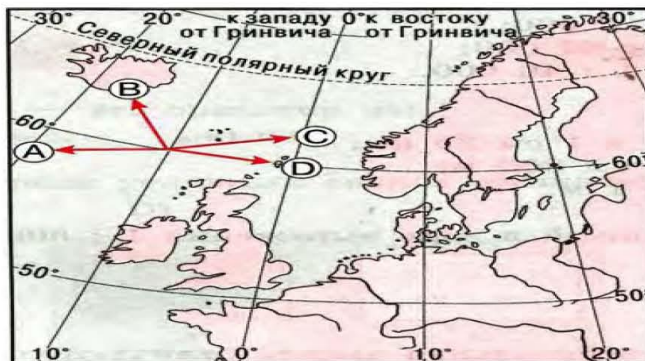 30° 20° к западу 0° к востоку 20° 30°
от Гринвича от Гринвича
Северный полярный круг
B
60°
A
C
D
60°
50°
50°
10° 0° 10° 20°